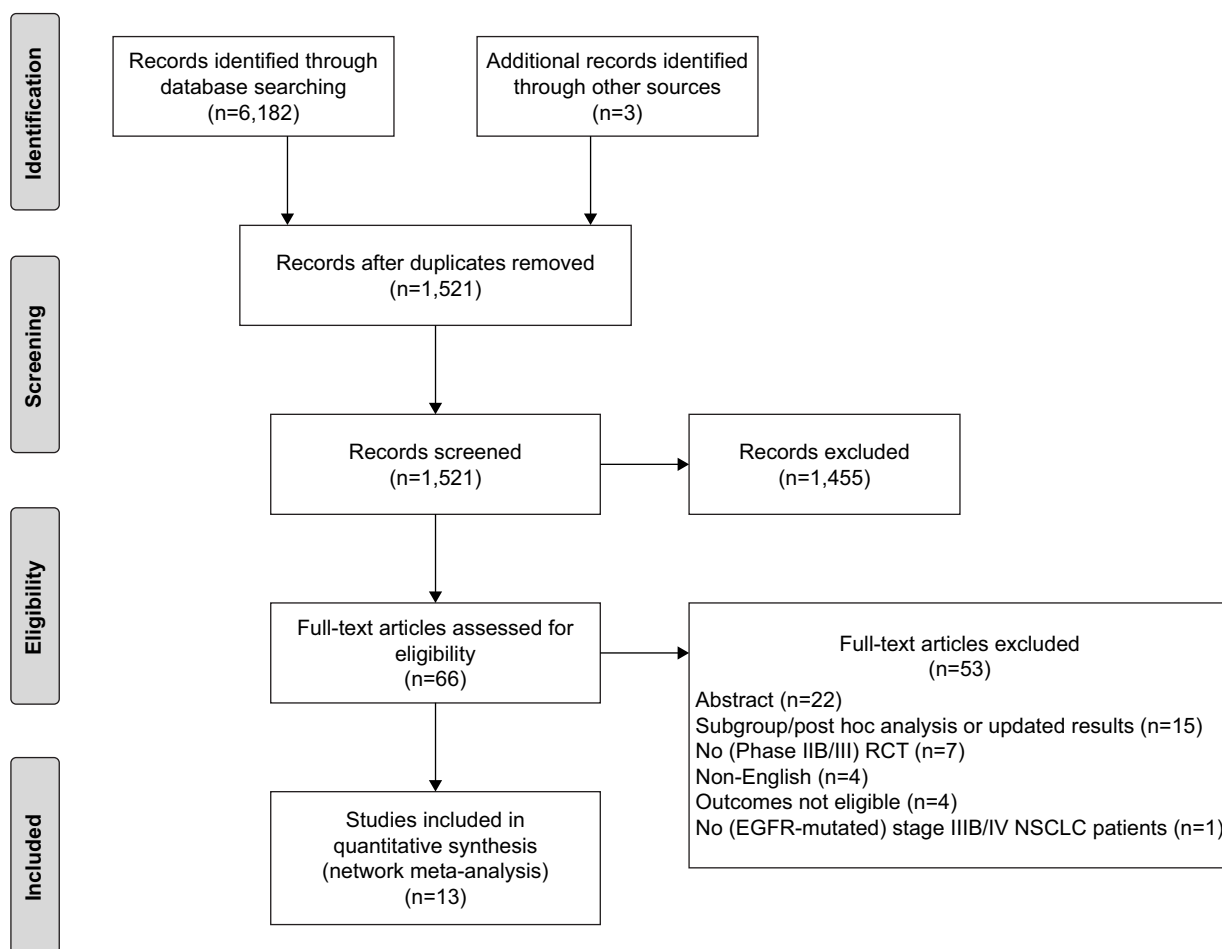 Identification
Records identified through
database searching
(n=6,182)
Additional records identified
through other sources
(n=3)
Records after duplicates removed
(n=1,521)
Screening
Records screened
(n=1,521)
Records excluded
(n=1,455)
Eligibility
Full-text articles assessed for
eligibility
(n=66)
Full-text articles excluded
(n=53)
Abstract (n=22)
Subgroup/post hoc analysis or updated results (n=15)
No (Phase IIB/III) RCT (n=7)
Non-English (n=4)
Outcomes not eligible (n=4)
No (EGFR-mutated) stage IIIB/IV NSCLC patients (n=1)
Included
Studies included in
quantitative synthesis
(network meta-analysis)
(n=13)